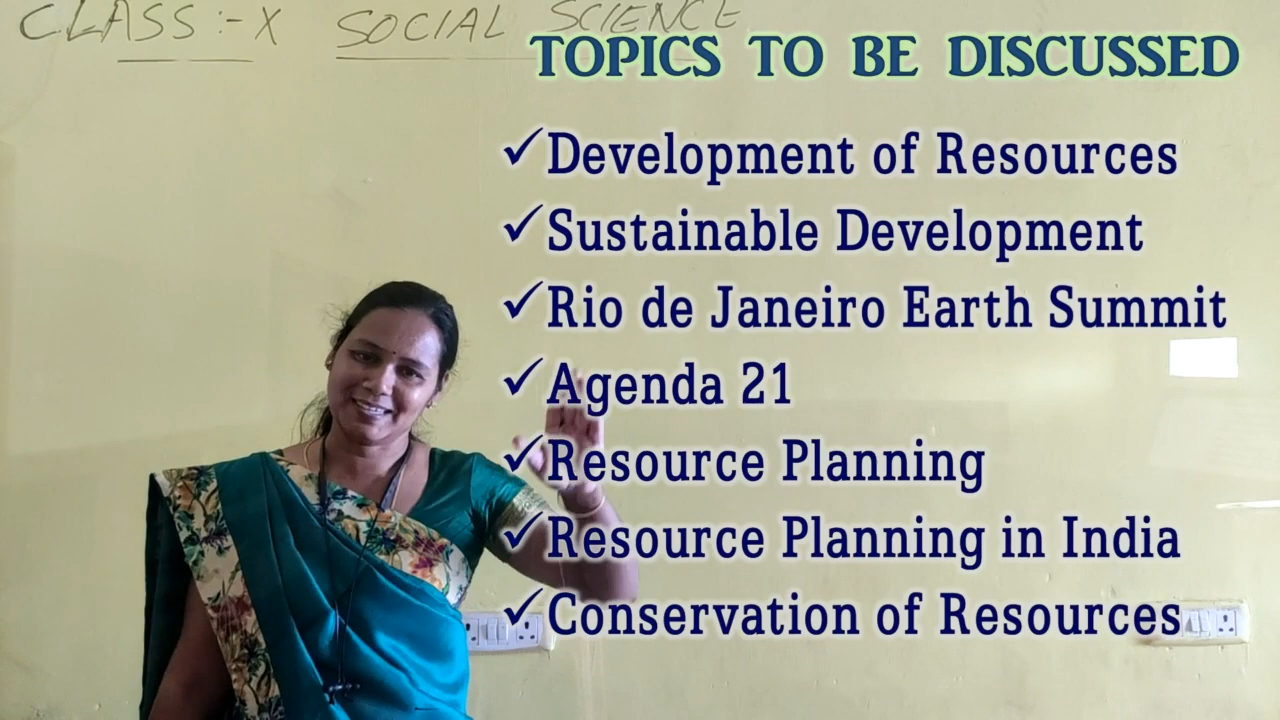 CLASS:-X SOCIAL SCIENCE
TOPICS TO BE DISCUSSED
✓Development of Resources
✓Sustainable Development
✓Rio de Janeiro Earth Summit
✓Agenda 21
✓Resource Planning
✓Resource Planning in India
✓Conservation of Resources